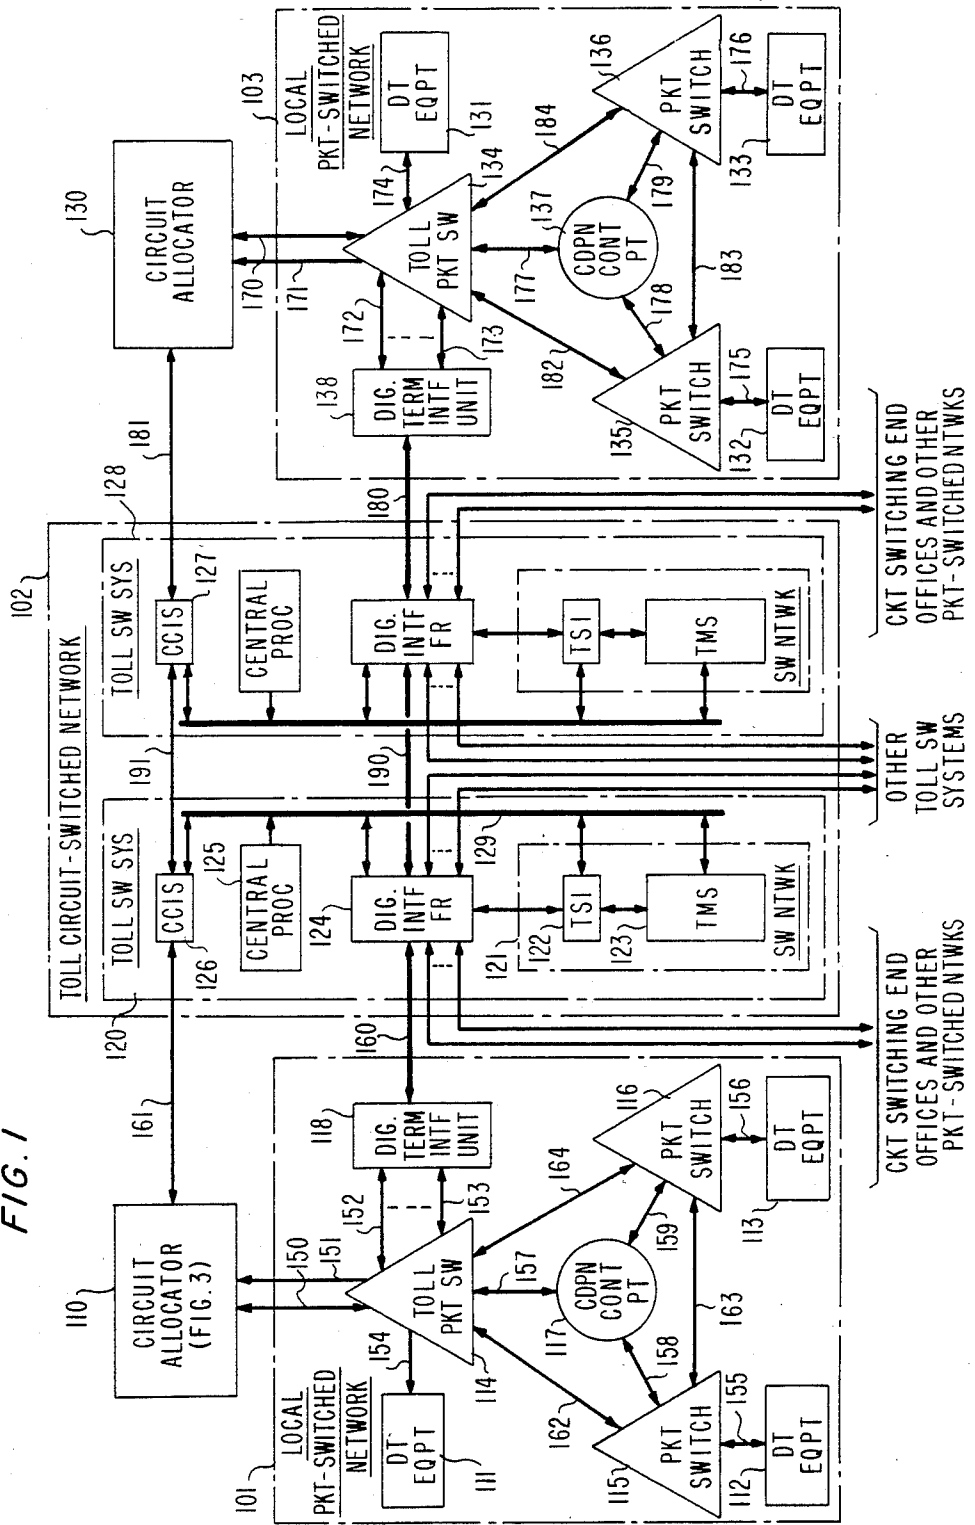 FIG. 1
101
LOCAL
PKT-SWITCHED
NETWORK
110
CIRCUIT
ALLOCATOR
(FIG. 3)
161
150
151
152
153
154
DT
EQPT
111
TOLL
PKT SW
114
118
DIG.
TERM
INTF
UNIT
160
157
CDPN
CONT
PT
117
158
159
162
163
164
PKT
SWITCH
115
PKT
SWITCH
116
155
156
DT
EQPT
112
DT
EQPT
113
102
TOLL CIRCUIT-SWITCHED NETWORK
120
TOLL SW SYS
CCIS
126
CENTRAL
PROC
125
DIG.
INTF
FR
124
129
121
TSI
122
TMS
123
SW NTWK
191
190
128
TOLL SW SYS
CCIS
127
CENTRAL
PROC
DIG.
INTF
FR
TSI
TMS
SW NTWK
181
180
130
CIRCUIT
ALLOCATOR
103
LOCAL
PKT-SWITCHED
NETWORK
170
171
172
173
174
DT
EQPT
131
TOLL
PKT SW
134
138
DIG.
TERM
INTF
UNIT
177
CDPN
CONT
PT
137
178
179
182
183
184
PKT
SWITCH
135
PKT
SWITCH
136
175
176
DT
EQPT
132
DT
EQPT
133
CKT SWITCHING END
OFFICES AND OTHER
PKT-SWITCHED NTWKS
OTHER
TOLL SW
SYSTEMS
CKT SWITCHING END
OFFICES AND OTHER
PKT-SWITCHED NTWKS